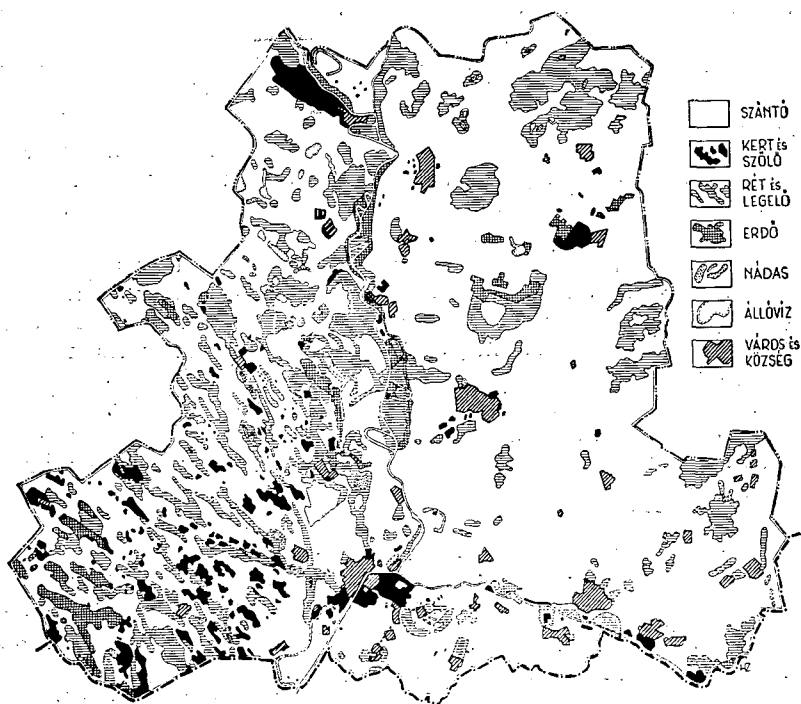 SZÁNTÓ
KERT és
SZŐLŐ
RÉT és
LEGELŐ
ERDŐ
NÁDAS
ÁLLÓVÍZ
VÁROS és
KÖZSÉG